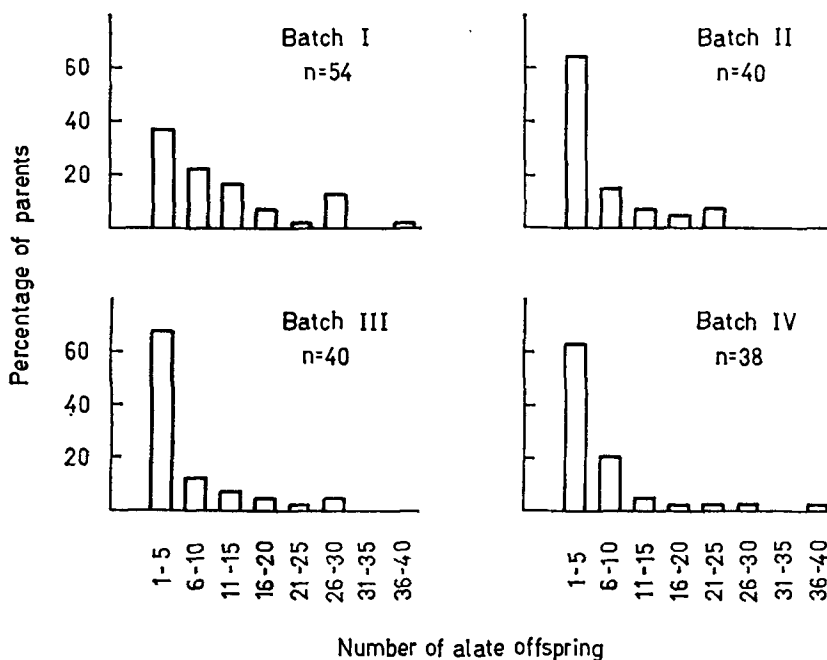 Percentage of parents
Batch I
n=54
60
40
20
Batch II
n=40
Batch III
n=40
60
40
20
1-5
6-10
11-15
16-20
21-25
26-30
31-35
36-40
Batch IV
n=38
1-5
6-10
11-15
16-20
21-25
26-30
31-35
36-40
Number of alate offspring